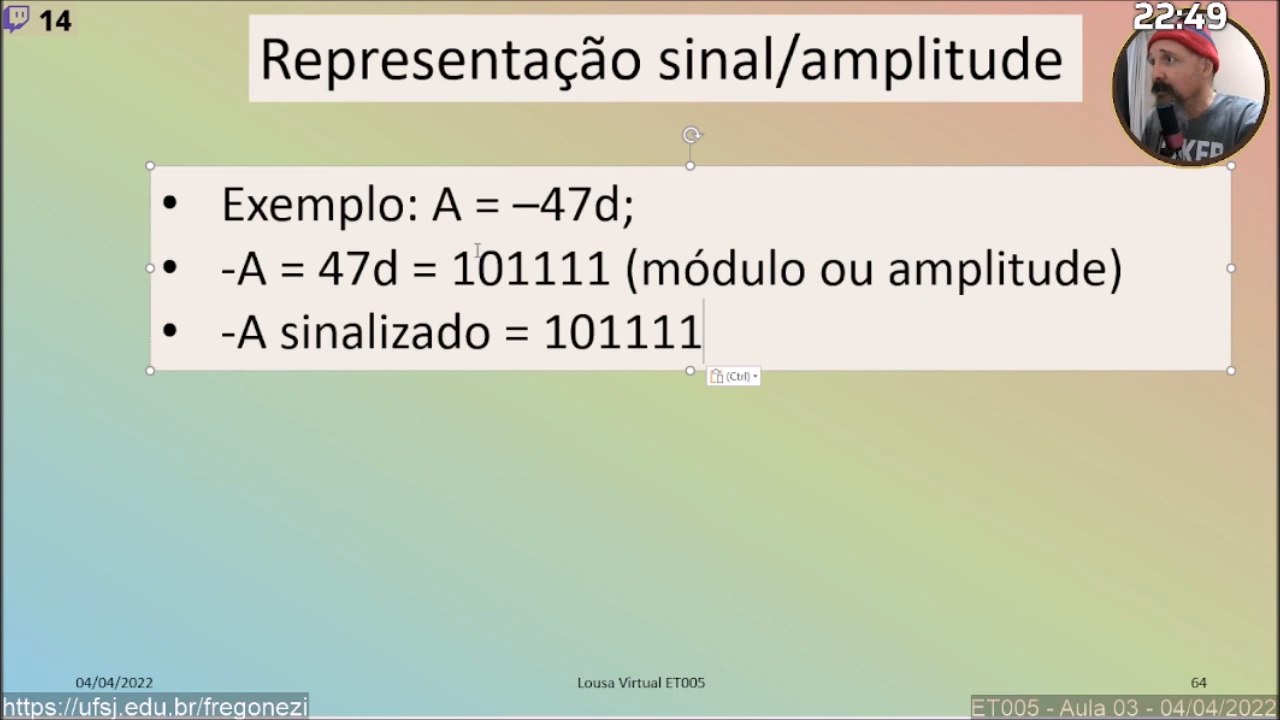 14
22:49
Representação sinal/amplitude
• Exemplo: A = –47d;
• -A = 47d = 101111 (módulo ou amplitude)
• -A sinalizado = 101111
(Ctrl)
04/04/2022
Lousa Virtual ET005
64
https://ufsj.edu.br/fregonezi
ET005 - Aula 03 - 04/04/2022